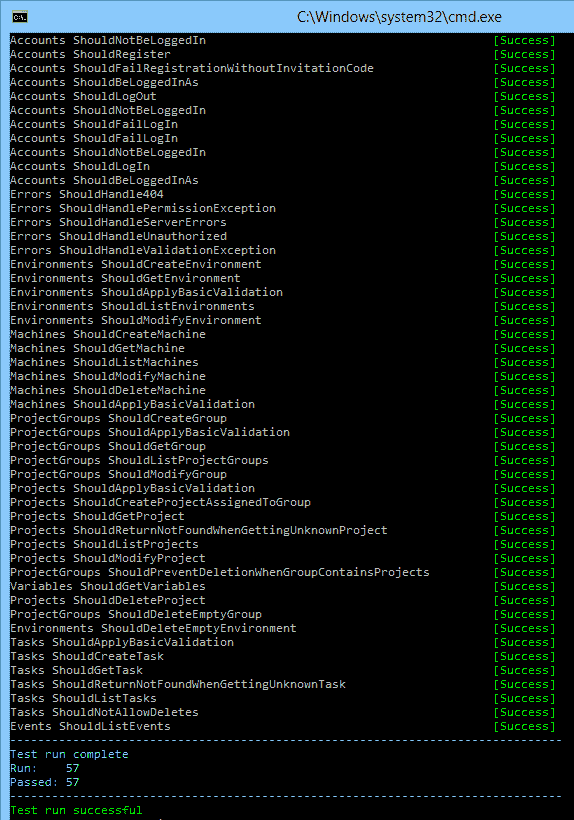 C:\Windows\system32\cmd.exe
Accounts ShouldNotBeLoggedIn [Success]
Accounts ShouldRegister [Success]
Accounts ShouldFailRegistrationWithoutInvitationCode [Success]
Accounts ShouldBeLoggedInAs [Success]
Accounts ShouldLogOut [Success]
Accounts ShouldNotBeLoggedIn [Success]
Accounts ShouldFailLogIn [Success]
Accounts ShouldFailLogIn [Success]
Accounts ShouldNotBeLoggedIn [Success]
Accounts ShouldLogIn [Success]
Accounts ShouldBeLoggedInAs [Success]
Errors ShouldHandle404 [Success]
Errors ShouldHandlePermissionException [Success]
Errors ShouldHandleServerErrors [Success]
Errors ShouldHandleUnauthorized [Success]
Errors ShouldHandleValidationException [Success]
Environments ShouldCreateEnvironment [Success]
Environments ShouldGetEnvironment [Success]
Environments ShouldApplyBasicValidation [Success]
Environments ShouldListEnvironments [Success]
Environments ShouldModifyEnvironment [Success]
Machines ShouldCreateMachine [Success]
Machines ShouldGetMachine [Success]
Machines ShouldListMachines [Success]
Machines ShouldModifyMachine [Success]
Machines ShouldDeleteMachine [Success]
Machines ShouldApplyBasicValidation [Success]
ProjectGroups ShouldCreateGroup [Success]
ProjectGroups ShouldApplyBasicValidation [Success]
ProjectGroups ShouldGetGroup [Success]
ProjectGroups ShouldListProjectGroups [Success]
ProjectGroups ShouldModifyGroup [Success]
Projects ShouldApplyBasicValidation [Success]
Projects ShouldCreateProjectAssignedToGroup [Success]
Projects ShouldGetProject [Success]
Projects ShouldReturnNotFoundWhenGettingUnknownProject [Success]
Projects ShouldListProjects [Success]
Projects ShouldModifyProject [Success]
ProjectGroups ShouldPreventDeletionWhenGroupContainsProjects [Success]
Variables ShouldGetVariables [Success]
Projects ShouldDeleteProject [Success]
ProjectGroups ShouldDeleteEmptyGroup [Success]
Environments ShouldDeleteEmptyEnvironment [Success]
Tasks ShouldApplyBasicValidation [Success]
Tasks ShouldCreateTask [Success]
Tasks ShouldGetTask [Success]
Tasks ShouldReturnNotFoundWhenGettingUnknownTask [Success]
Tasks ShouldListTasks [Success]
Tasks ShouldNotAllowDeletes [Success]
Events ShouldListEvents [Success]
-------------------------------------------------------------------------------
Test run complete
Run: 57
Passed: 57
-------------------------------------------------------------------------------
Test run successful